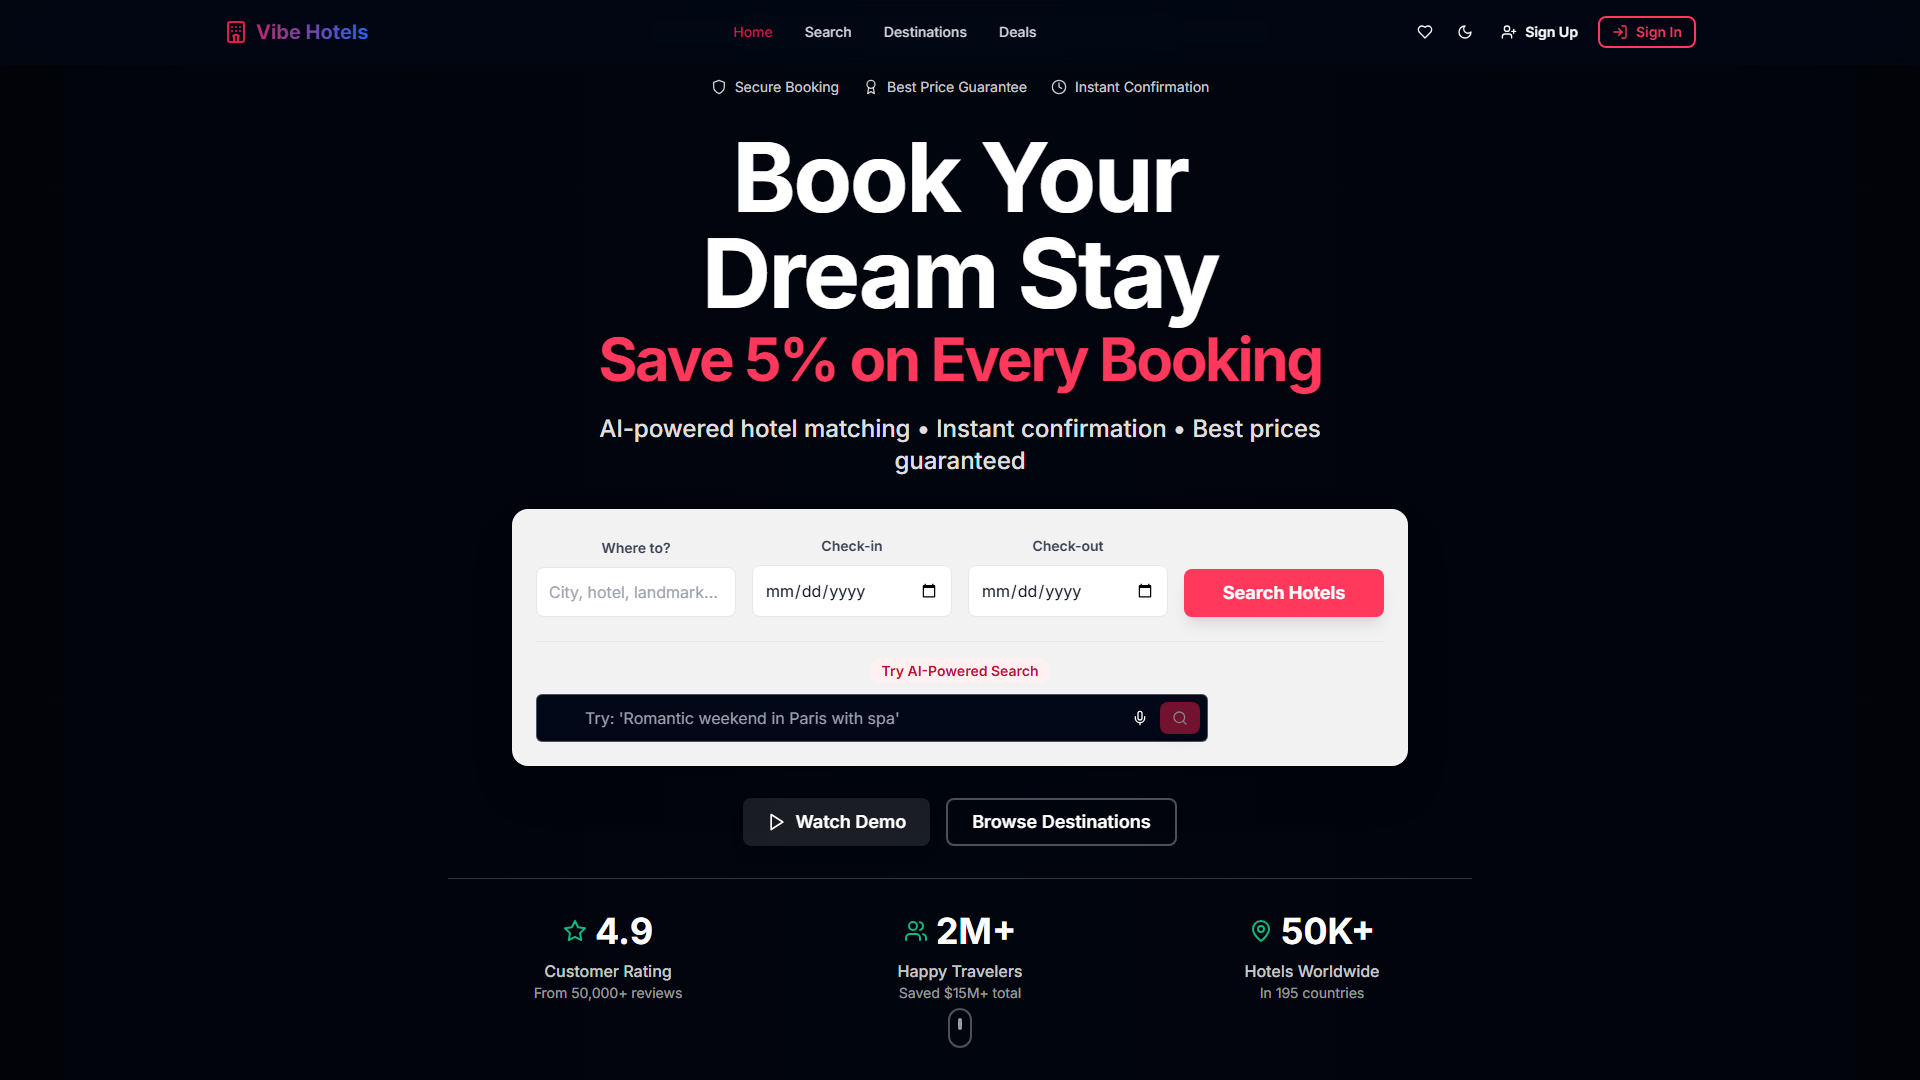 Vibe Hotels
Home Search Destinations Deals
Sign Up
Sign In
Secure Booking
Best Price Guarantee
Instant Confirmation
Book Your
Dream Stay
Save 5% on Every Booking
AI-powered hotel matching • Instant confirmation • Best prices
guaranteed
Where to?
City, hotel, landmark...
Check-in
mm/dd/yyyy
Check-out
mm/dd/yyyy
Search Hotels
Try AI-Powered Search
Try: 'Romantic weekend in Paris with spa'
Watch Demo
Browse Destinations
4.9
Customer Rating
From 50,000+ reviews
2M+
Happy Travelers
Saved $15M+ total
50K+
Hotels Worldwide
In 195 countries